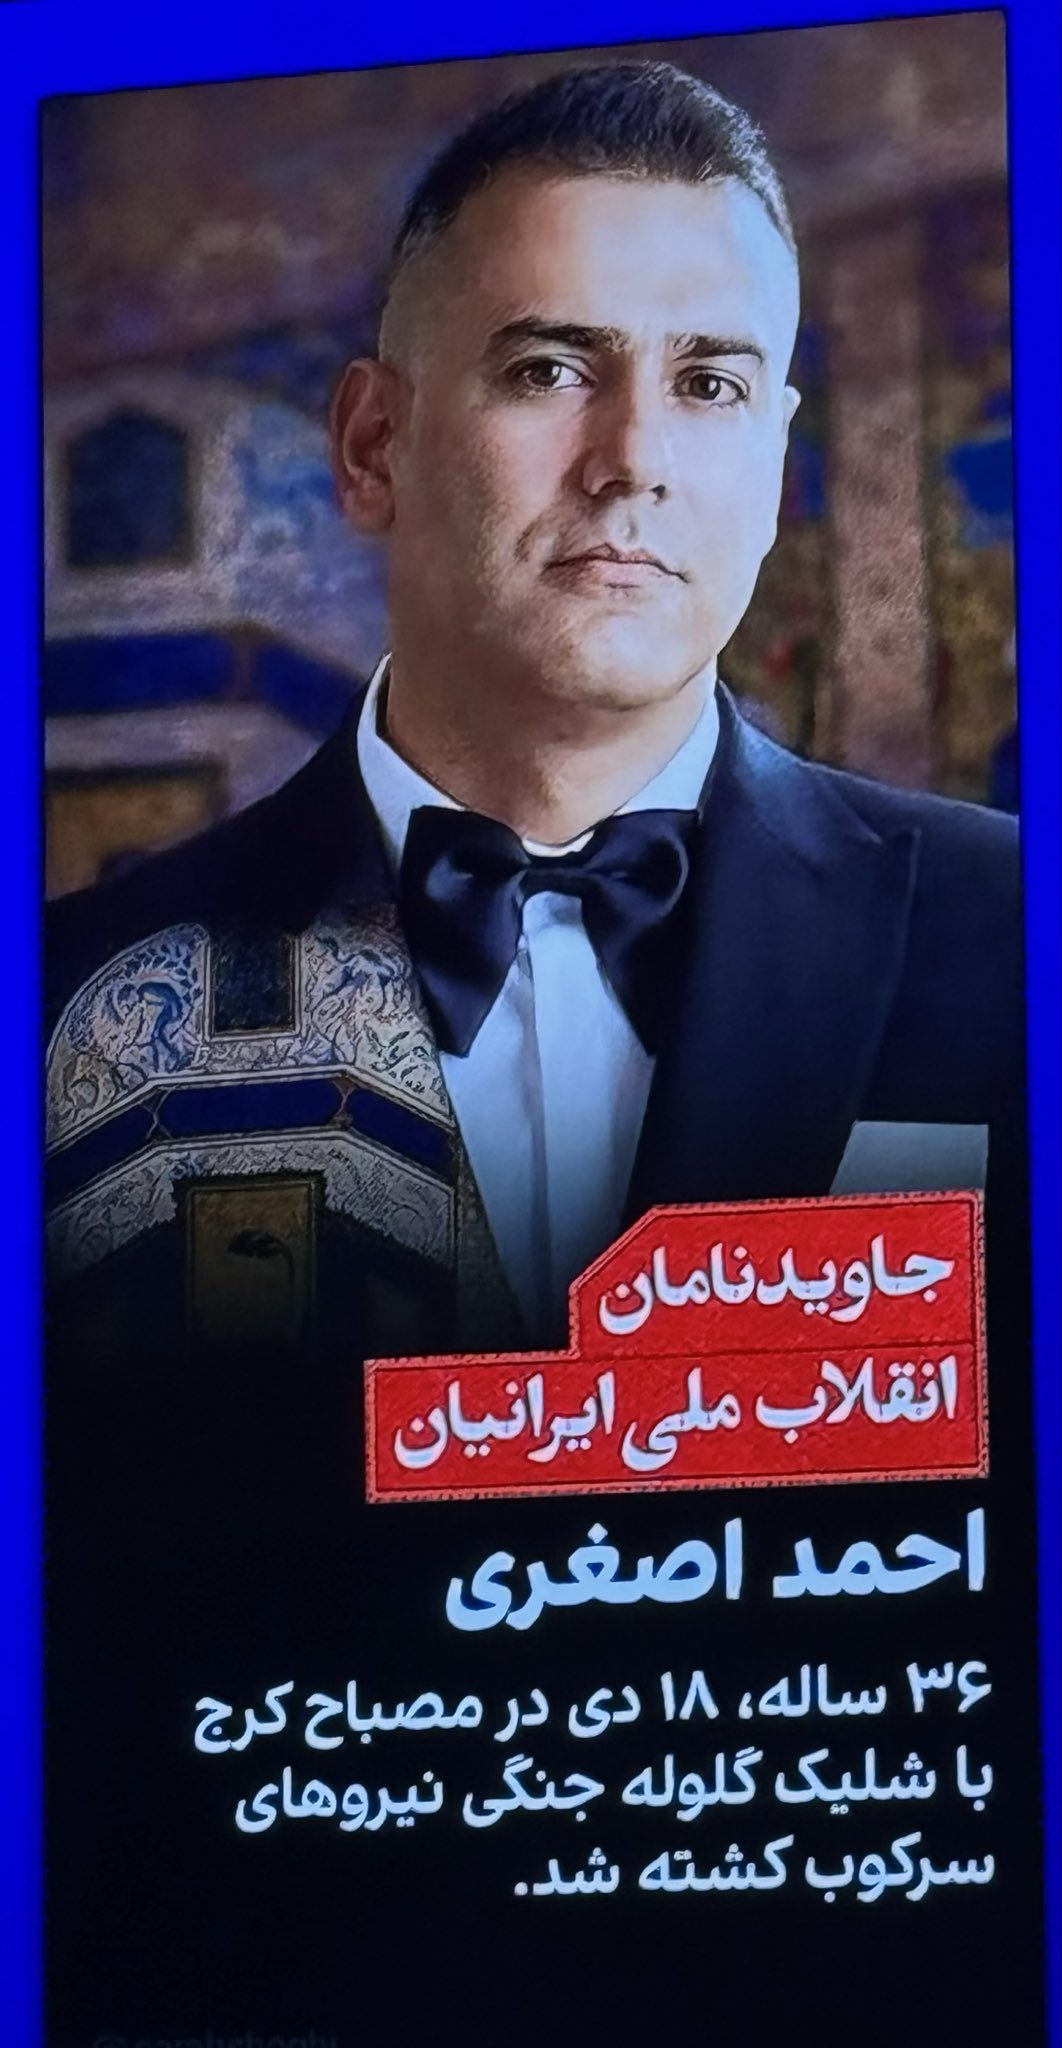 جاویدنامان
انقلاب ملی ایرانیان
احمد اصغری
۳۶ ساله، ۱۸ دی در مصباح کرج
با شلیک گلوله جنگی نیروهای
سرکوب کشته شد.